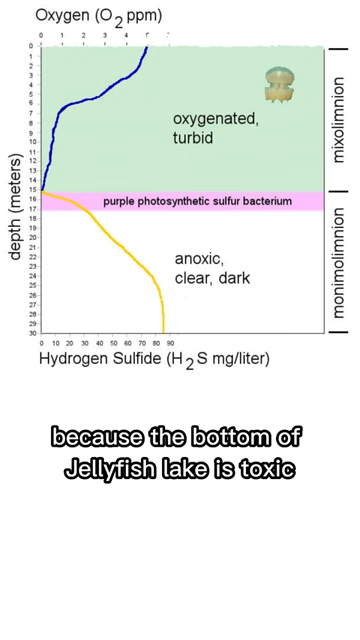 Oxygen (O2 ppm)
0 1 2 3 4 5
0
1
2
3
4
5
6
7
8
9
10
11
12
13
14
15
16
17
18
19
20
21
22
23
24
25
26
27
28
29
30
depth (meters)
oxygenated,
turbid
purple photosynthetic sulfur bacterium
anoxic,
clear, dark
mixolimnion
monimolimnion
0 10 20 30 40 50 60 70 80 90
Hydrogen Sulfide (H2S mg/liter)
because the bottom of
Jellyfish lake is toxic